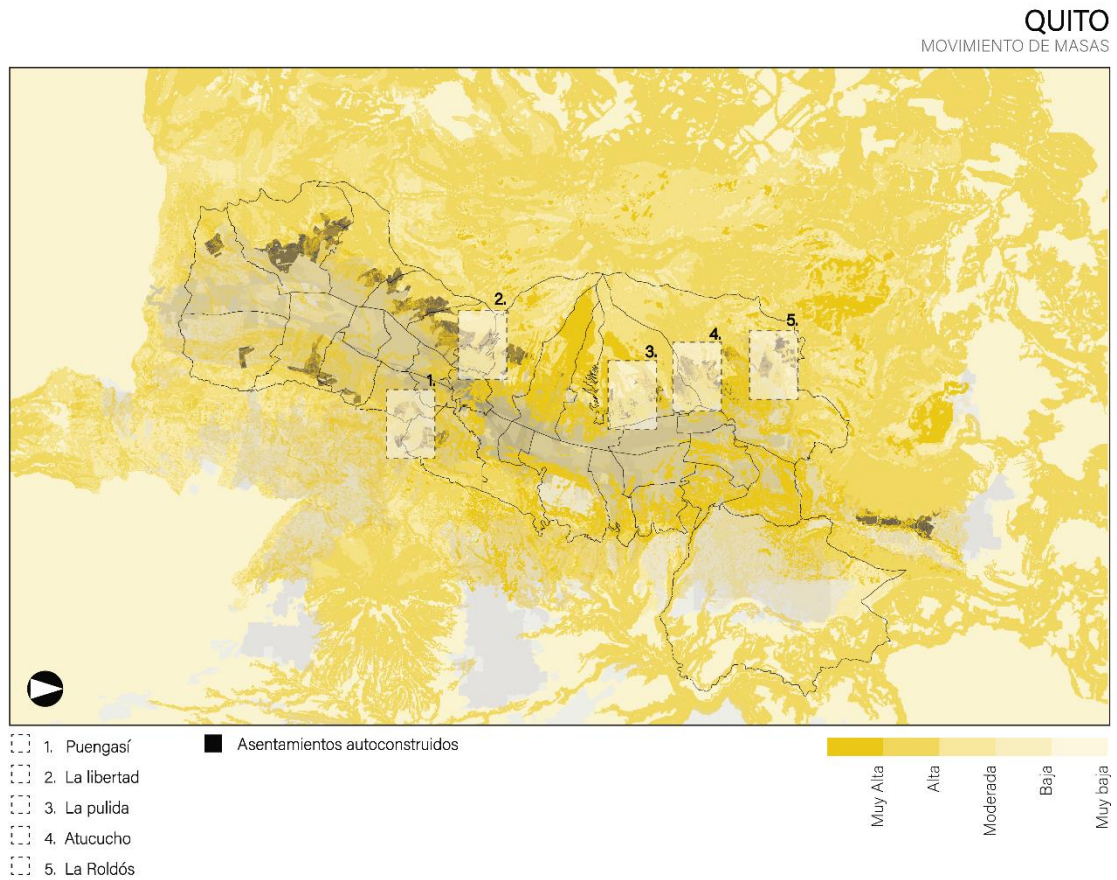 QUITO
MOVIMIENTO DE MASAS
2.
5.
4.
3.
1.
1. Puengasí
2. La libertad
3. La pulida
4. Atucucho
5. La Roldós
Asentamientos autoconstruidos
Muy Alta
Alta
Moderada
Baja
Muy baja